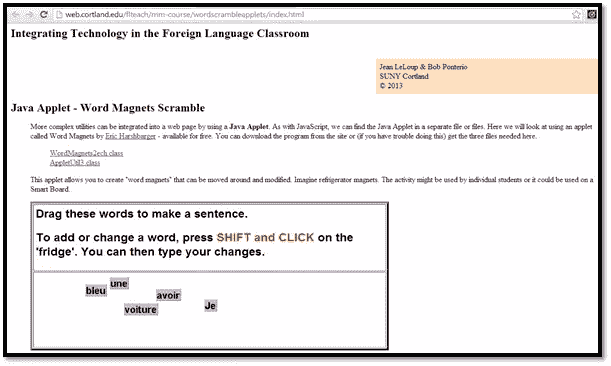 web.cortland.edu/flteach/mm-course/wordscrambleapplets/index.html
Integrating Technology in the Foreign Language Classroom
Jean LeLoup & Bob Ponterio
SUNY Cortland
© 2013
Java Applet - Word Magnets Scramble
More complex utilities can be integrated into a web page by using a Java Applet. As with JavaScript, we can find the Java Applet in a separate file or files. Here we will look at using an applet
called Word Magnets by Eric Harshbarger - available for free. You can download the program from the site or (if you have trouble doing this) get the three files needed here.
WordMagnets2ech.class
AppletUtil3.class
This applet allows you to create "word magnets" that can be moved around and modified. Imagine refrigerator magnets. The activity might be used by individual students or it could be used on a
Smart Board.
Drag these words to make a sentence.
To add or change a word, press SHIFT and CLICK on the
'fridge'. You can then type your changes.
bleu
une
avoir
voiture
Je